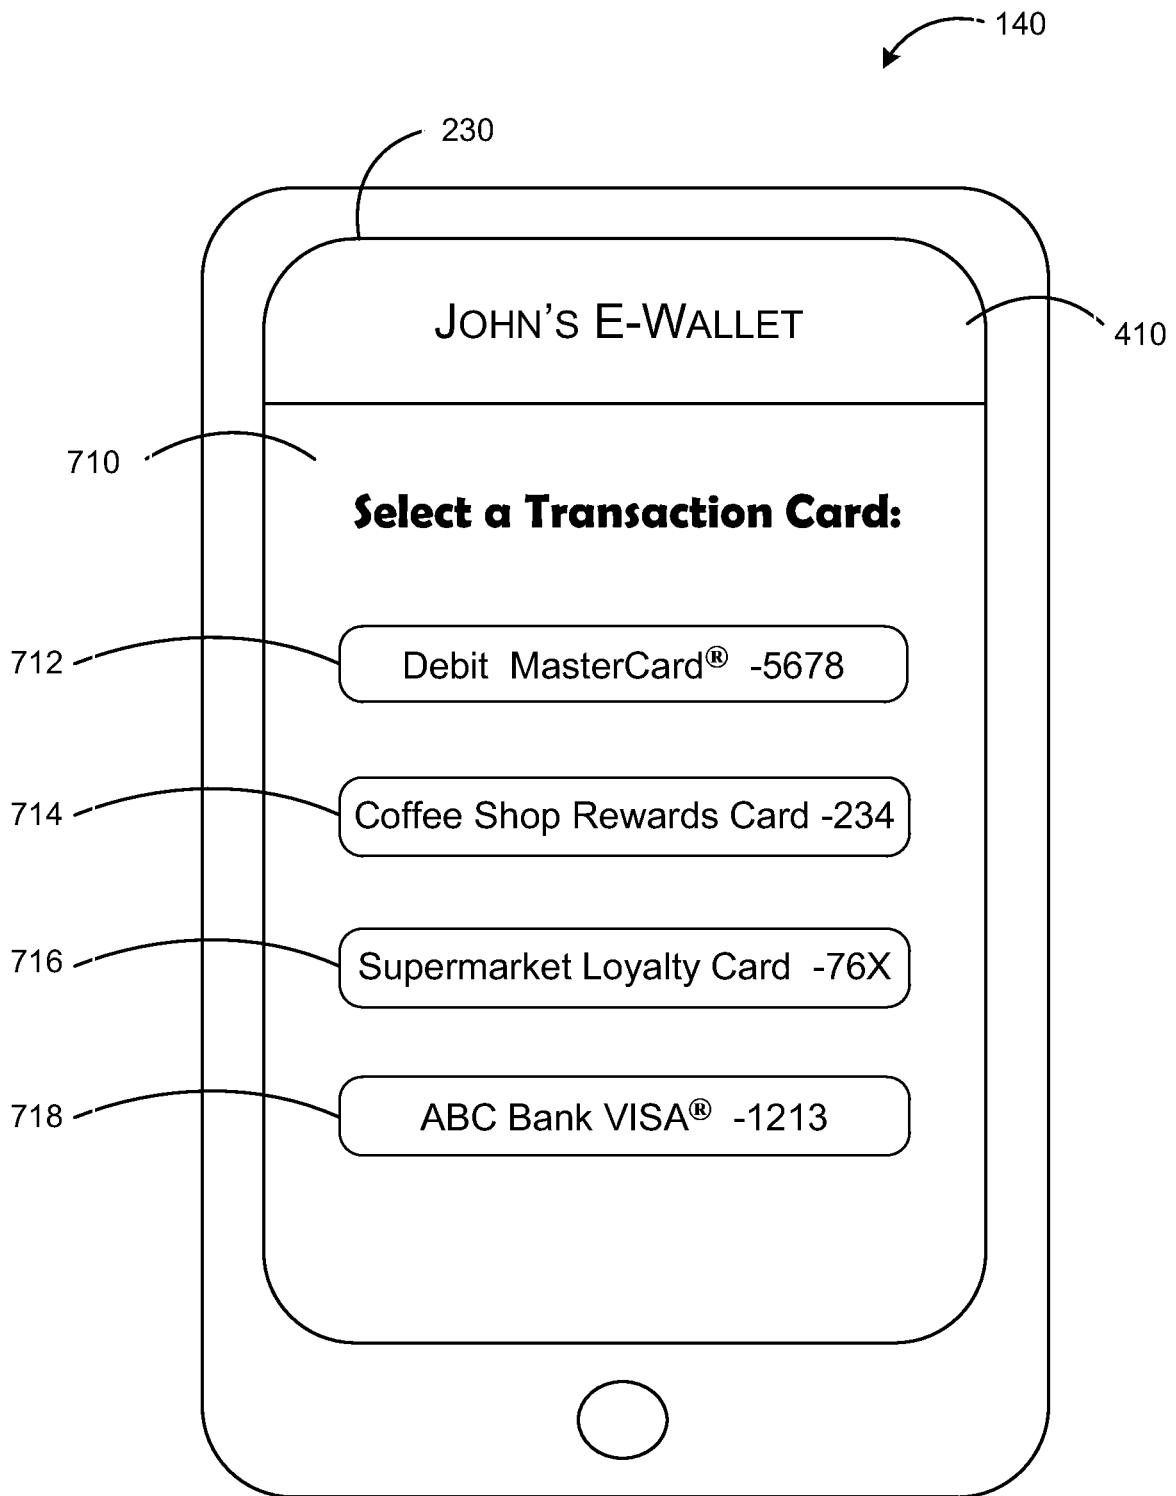 140
230
JOHN'S E-WALLET
410
710
Select a Transaction Card:
712
Debit MasterCard® -5678
714
Coffee Shop Rewards Card -234
716
Supermarket Loyalty Card -76X
718
ABC Bank VISA® -1213